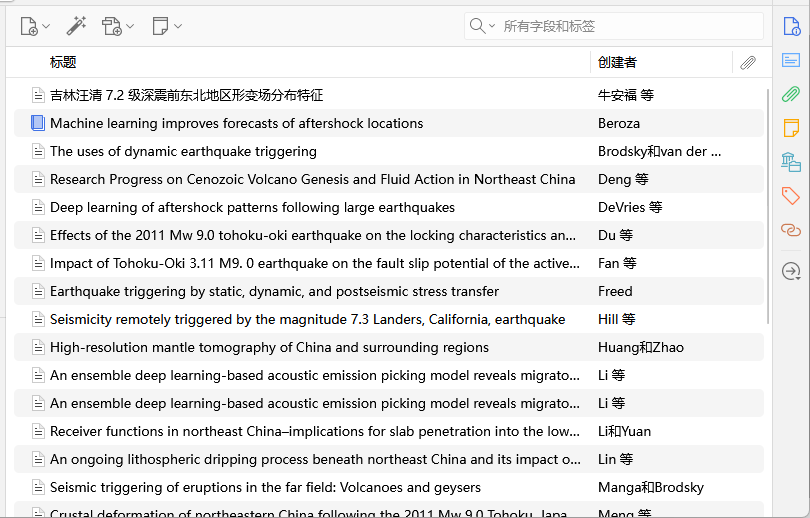 所有字段和标签
标题 创建者
吉林汪清 7.2 级深震前东北地区形变场分布特征 牛安福 等
Machine learning improves forecasts of aftershock locations Beroza
The uses of dynamic earthquake triggering Brodsky和van der ...
Research Progress on Cenozoic Volcano Genesis and Fluid Action in Northeast China Deng 等
Deep learning of aftershock patterns following large earthquakes DeVries 等
Effects of the 2011 Mw 9.0 tohoku-oki earthquake on the locking characteristics an... Du 等
Impact of Tohoku-Oki 3.11 M9. 0 earthquake on the fault slip potential of the active... Fan 等
Earthquake triggering by static, dynamic, and postseismic stress transfer Freed
Seismicity remotely triggered by the magnitude 7.3 Landers, California, earthquake Hill 等
High-resolution mantle tomography of China and surrounding regions Huang和Zhao
An ensemble deep learning-based acoustic emission picking model reveals migrato... Li 等
An ensemble deep learning-based acoustic emission picking model reveals migrato... Li 等
Receiver functions in northeast China–implications for slab penetration into the low... Li和Yuan
An ongoing lithospheric dripping process beneath northeast China and its impact o... Lin 等
Seismic triggering of eruptions in the far field: Volcanoes and geysers Manga和Brodsky
Crustal deformation of northeastern China following the 2011 Mw 9.0 Tohoku, Japa... Meng 等